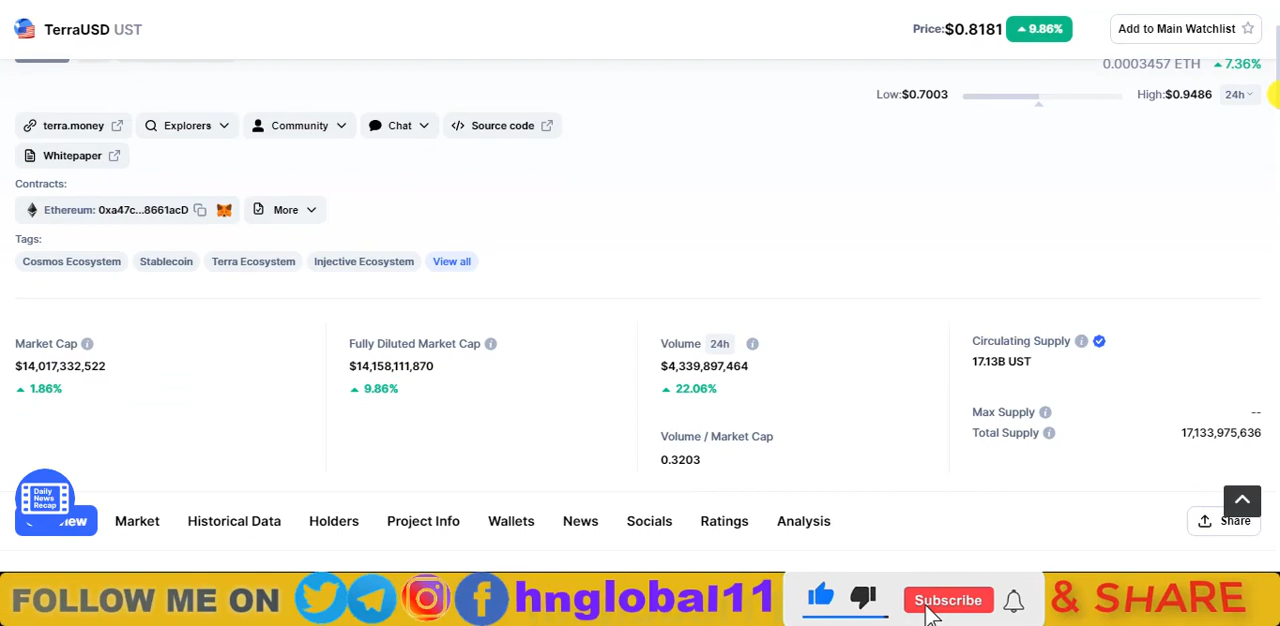 TerraUSD UST
Price:$0.8181 9.86%
Add to Main Watchlist
0.0003457 ETH 7.36%
Low:$0.7003 High:$0.9486 24h
terra.money Explorers Community Chat Source code
Whitepaper
Contracts:
Ethereum: 0xa47c...8661acD More
Tags:
Cosmos Ecosystem Stablecoin Terra Ecosystem Injective Ecosystem View all
Market Cap
$14,017,332,522
1.86%
Fully Diluted Market Cap
$14,158,111,870
9.86%
Volume 24h
$4,339,897,464
22.06%
Volume / Market Cap
0.3203
Circulating Supply
17.13B UST
Max Supply --
Total Supply 17,133,975,636
Daily
News
Recap
Market Historical Data Holders Project Info Wallets News Socials Ratings Analysis
Share
FOLLOW ME ON hnglobal11 Subscribe & SHARE